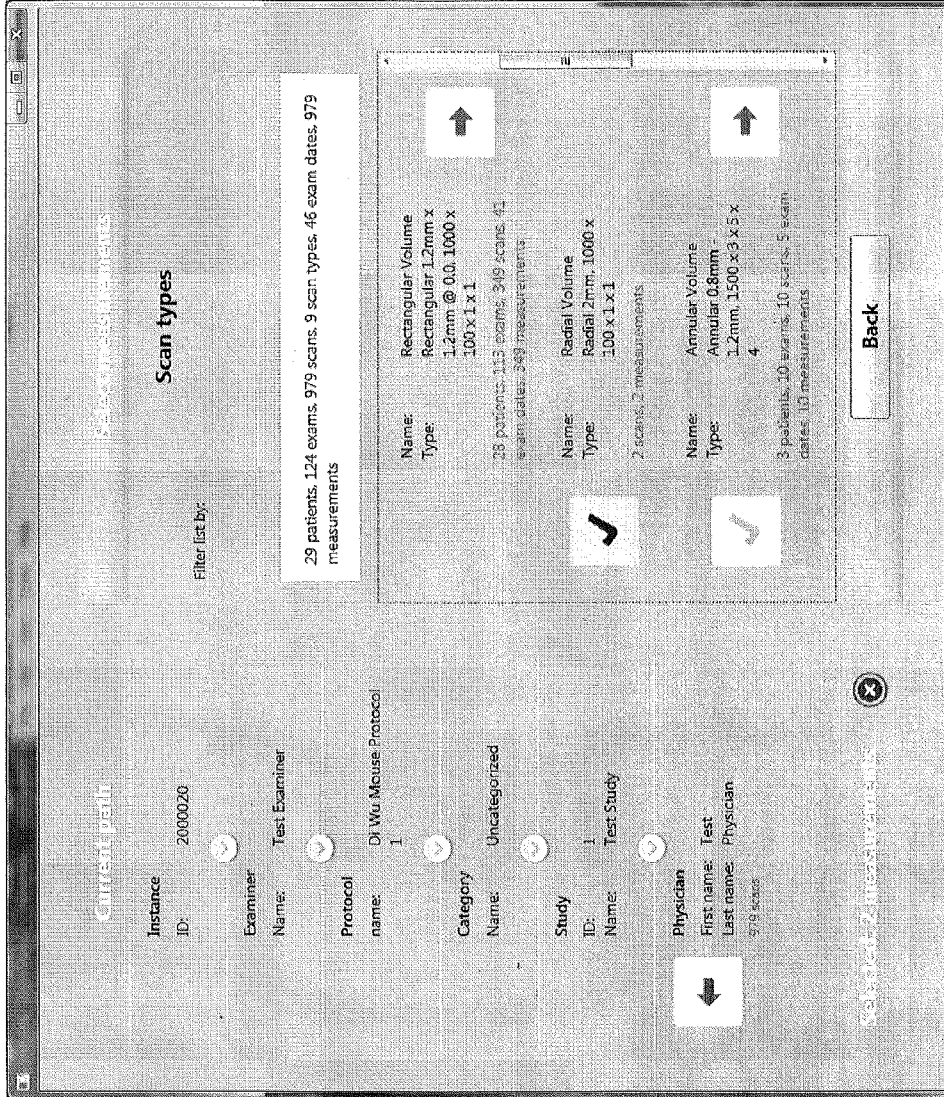 Current path
Instance
ID: 2000020
Examiner
Name: Test Examiner
Protocol
name: Di Wu Mouse Protocol
1
Category
Name: Uncategorized
Study
ID: 1
Name: Test Study
Physician
First name: Test
Last name: Physician
979 scans
Selected 2 measurements
Scan types
Filter list by:
29 patients, 124 exams, 979 scans, 9 scan types, 46 exam dates, 979
measurements
Name: Rectangular Volume
Type: Rectangular 1.2mm x
1.2mm @ 0.0, 1000 x
100 x 1 x 1
28 patients, 113 exams, 349 scans, 41
exam dates, 349 measurements
Name: Radial Volume
Type: Radial 2mm, 1000 x
100 x 1 x 1
2 scans, 2 measurements
Name: Annular Volume
Type: Annular 0.8mm -
1.2mm, 1500 x 3 x 5 x
4
3 patients, 10 exams, 10 scans, 5 exam
dates, 10 measurements
Back